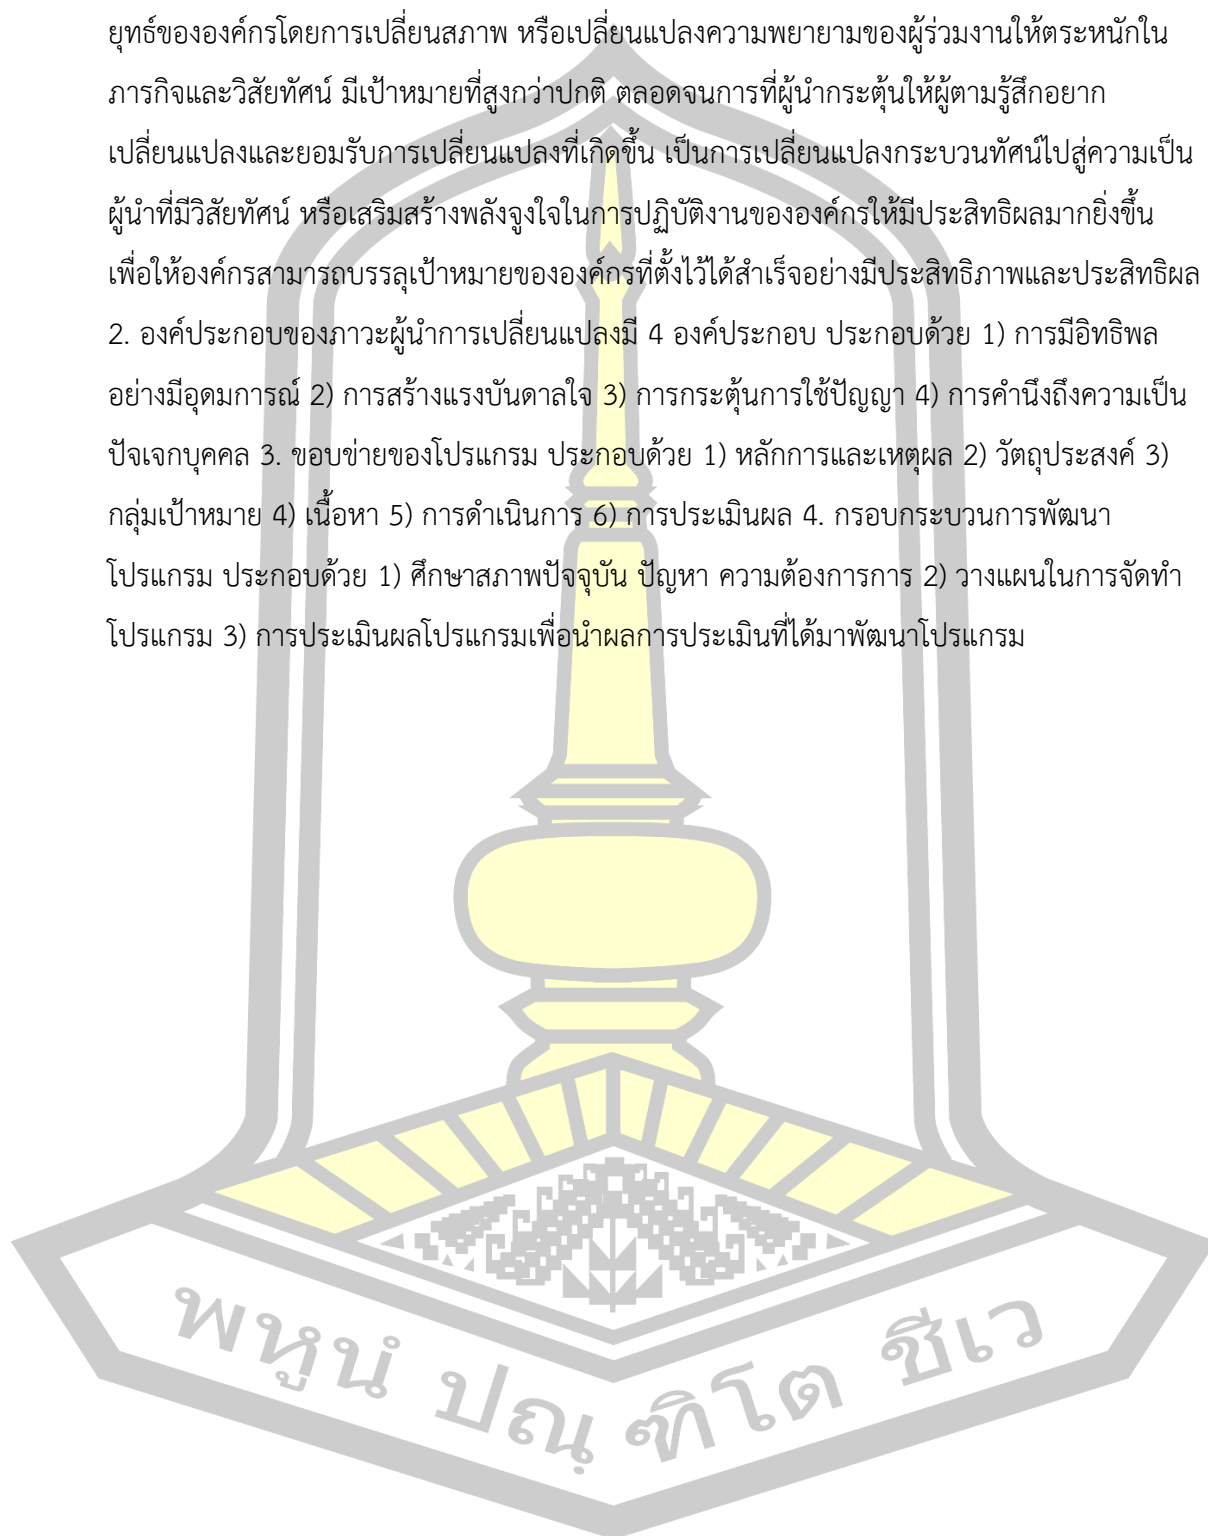 ยุทธ์ขององค์กรโดยการเปลี่ยนสภาพ หรือเปลี่ยนแปลงความพยายามของผู้ร่วมงานให้ตระหนักใน
ภารกิจและวิสัยทัศน์ มีเป้าหมายที่สูงกว่าปกติ ตลอดจนการที่ผู้นำกระตุ้นให้ผู้ตามรู้สึกอยาก
เปลี่ยนแปลงและยอมรับการเปลี่ยนแปลงที่เกิดขึ้น เป็นการเปลี่ยนแปลงกระบวนทัศน์ไปสู่ความเป็น
ผู้นำที่มีวิสัยทัศน์ หรือเสริมสร้างพลังจูงใจในการปฏิบัติงานขององค์กรให้มีประสิทธิผลมากยิ่งขึ้น
เพื่อให้องค์กรสามารถบรรลุเป้าหมายขององค์กรที่ตั้งไว้ได้สำเร็จอย่างมีประสิทธิภาพและประสิทธิผล
2. องค์ประกอบของภาวะผู้นำการเปลี่ยนแปลงมี 4 องค์ประกอบ ประกอบด้วย 1) การมีอิทธิพล
อย่างมีอุดมการณ์ 2) การสร้างแรงบันดาลใจ 3) การกระตุ้นการใช้ปัญญา 4) การคำนึงถึงความเป็น
ปัจเจกบุคคล 3. ขอบข่ายของโปรแกรม ประกอบด้วย 1) หลักการและเหตุผล 2) วัตถุประสงค์ 3)
กลุ่มเป้าหมาย 4) เนื้อหา 5) การดำเนินการ 6) การประเมินผล 4. กรอบกระบวนการพัฒนา
โปรแกรม ประกอบด้วย 1) ศึกษาสภาพปัจจุบัน ปัญหา ความต้องการการ 2) วางแผนในการจัดทำ
โปรแกรม 3) การประเมินผลโปรแกรมเพื่อนำผลการประเมินที่ได้มาพัฒนาโปรแกรม
พหูนํ ปณฺฑิโต ชีเว